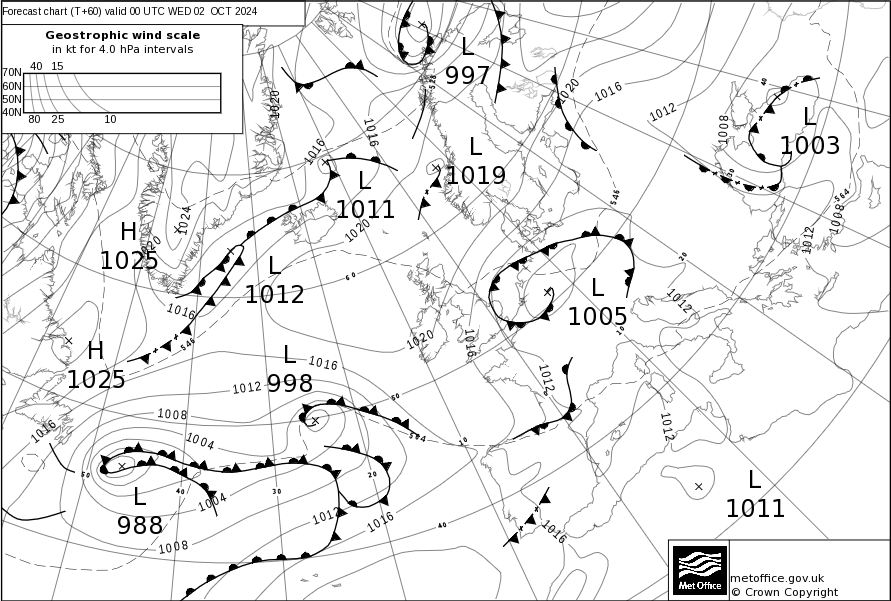 Forecast chart (T+60) valid 00 UTC WED 02 OCT 2024
Geostrophic wind scale
in kt for 4.0 hPa intervals
40 15
70N
60N
50N
40N
80 25 10
L
997
L
1003
L
1019
L
1011
H
1025
L
1012
L
1005
H
1025
L
998
L
988
L
1011
1020
1016
1016
1020
1016
1012
1008
528
546
564
1008
1012
1024
1020
1020
1016
546
1016
1020
1016
1012
1012
1012
1016
1012
1008
1004
1004
1008
1012
1016
1016
564
40
30
20
10
60
50
50
40
30
20
10
40
metoffice.gov.uk
© Crown Copyright
Met Office